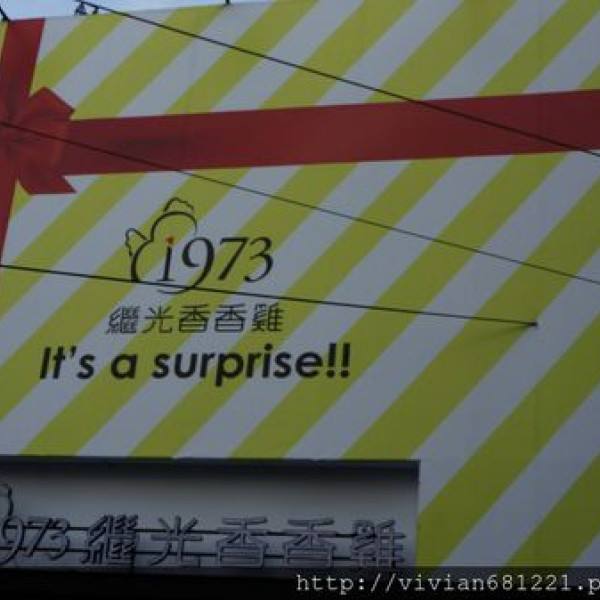 1973
繼光香香雞
It's a surprise!!
1973 繼光香香雞
http://vivian681221.p